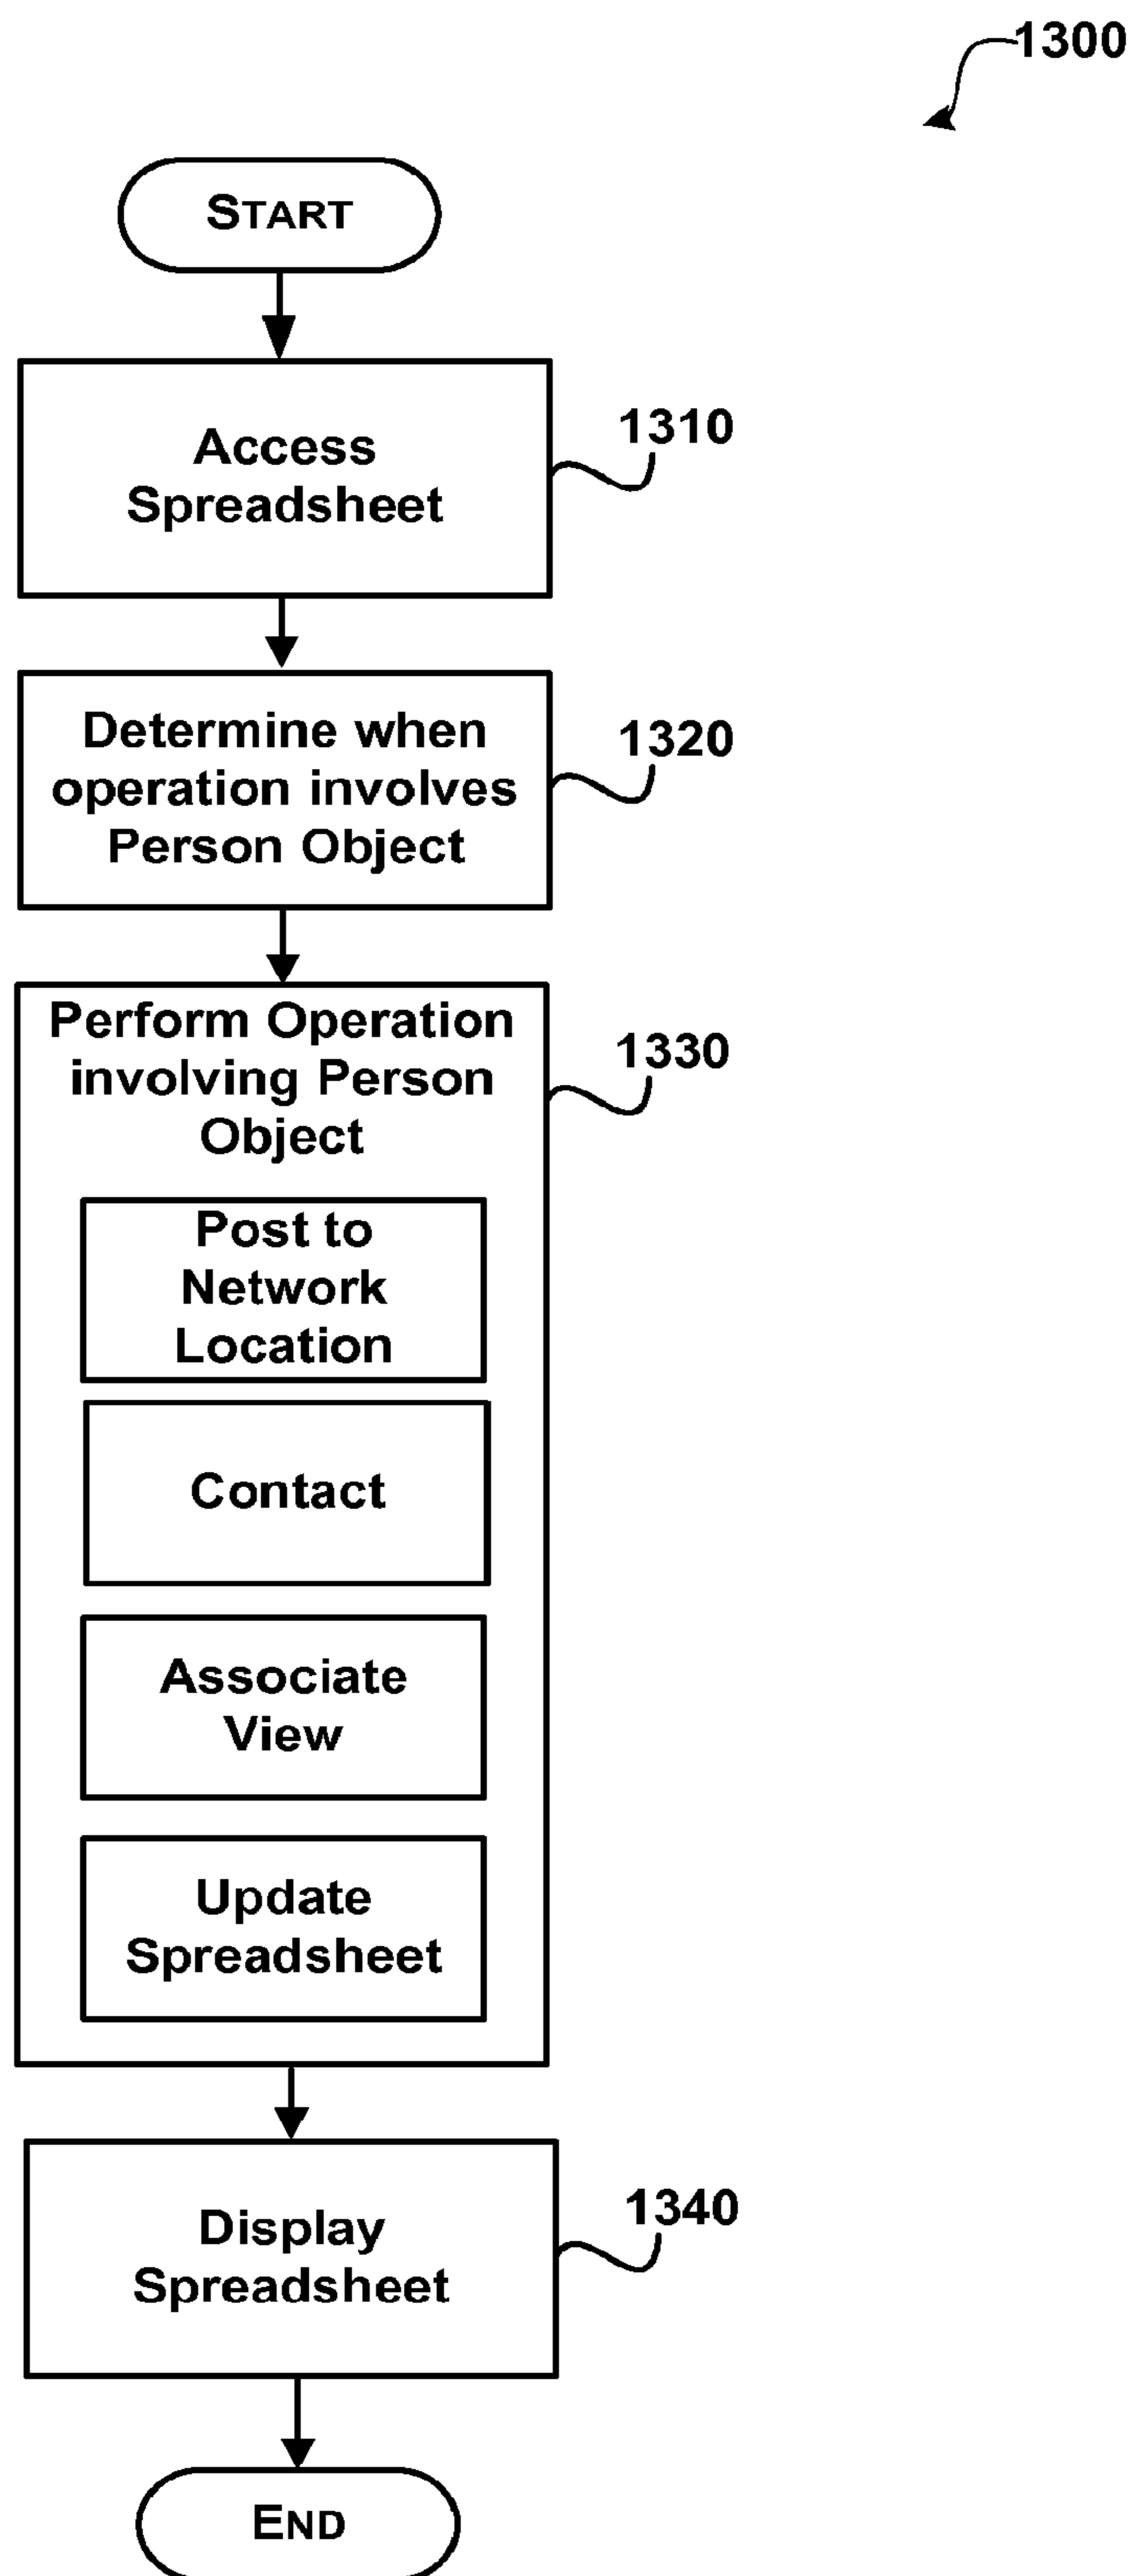 1300
START
Access
Spreadsheet
1310
Determine when
operation involves
Person Object
1320
Perform Operation
involving Person
Object
1330
Post to
Network
Location
Contact
Associate
View
Update
Spreadsheet
Display
Spreadsheet
1340
END